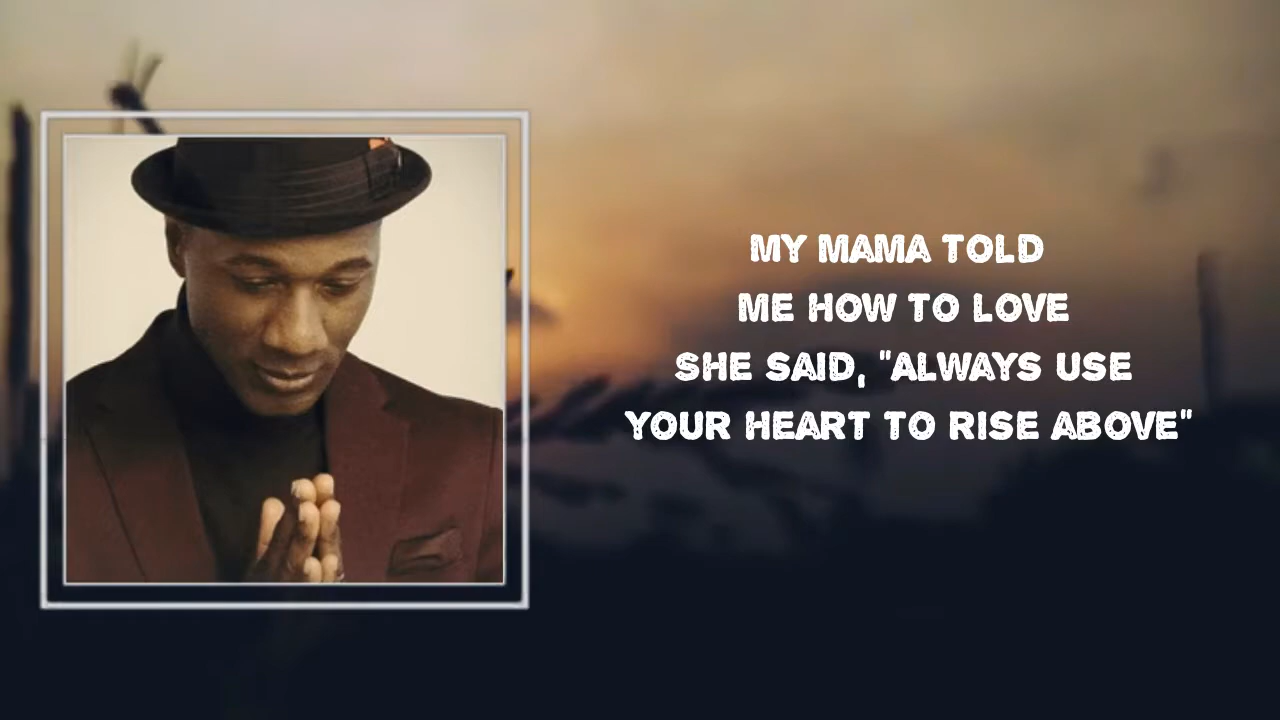 MY MAMA TOLD
ME HOW TO LOVE
SHE SAID, "ALWAYS USE
YOUR HEART TO RISE ABOVE"